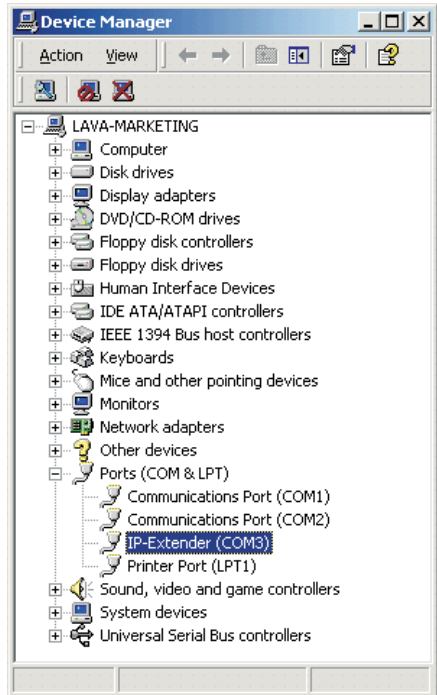 Device Manager
Action View
LAVA-MARKETING
Computer
Disk drives
Display adapters
DVD/CD-ROM drives
Floppy disk controllers
Floppy disk drives
Human Interface Devices
IDE ATA/ATAPI controllers
IEEE 1394 Bus host controllers
Keyboards
Mice and other pointing devices
Monitors
Network adapters
Other devices
Ports (COM & LPT)
Communications Port (COM1)
Communications Port (COM2)
IP-Extender (COM3)
Printer Port (LPT1)
Sound, video and game controllers
System devices
Universal Serial Bus controllers